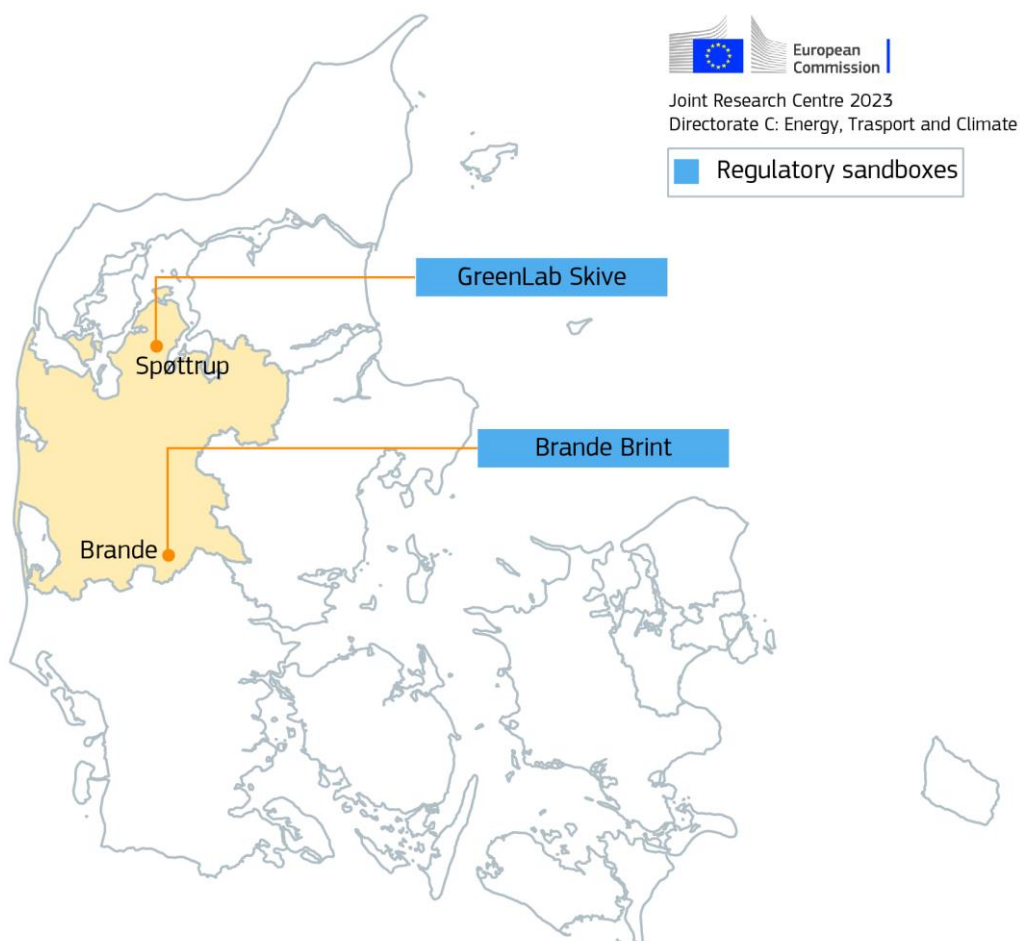 European
Commission
Joint Research Centre 2023
Directorate C: Energy, Trasport and Climate
Regulatory sandboxes
GreenLab Skive
Spøttrup
Brande Brint
Brande